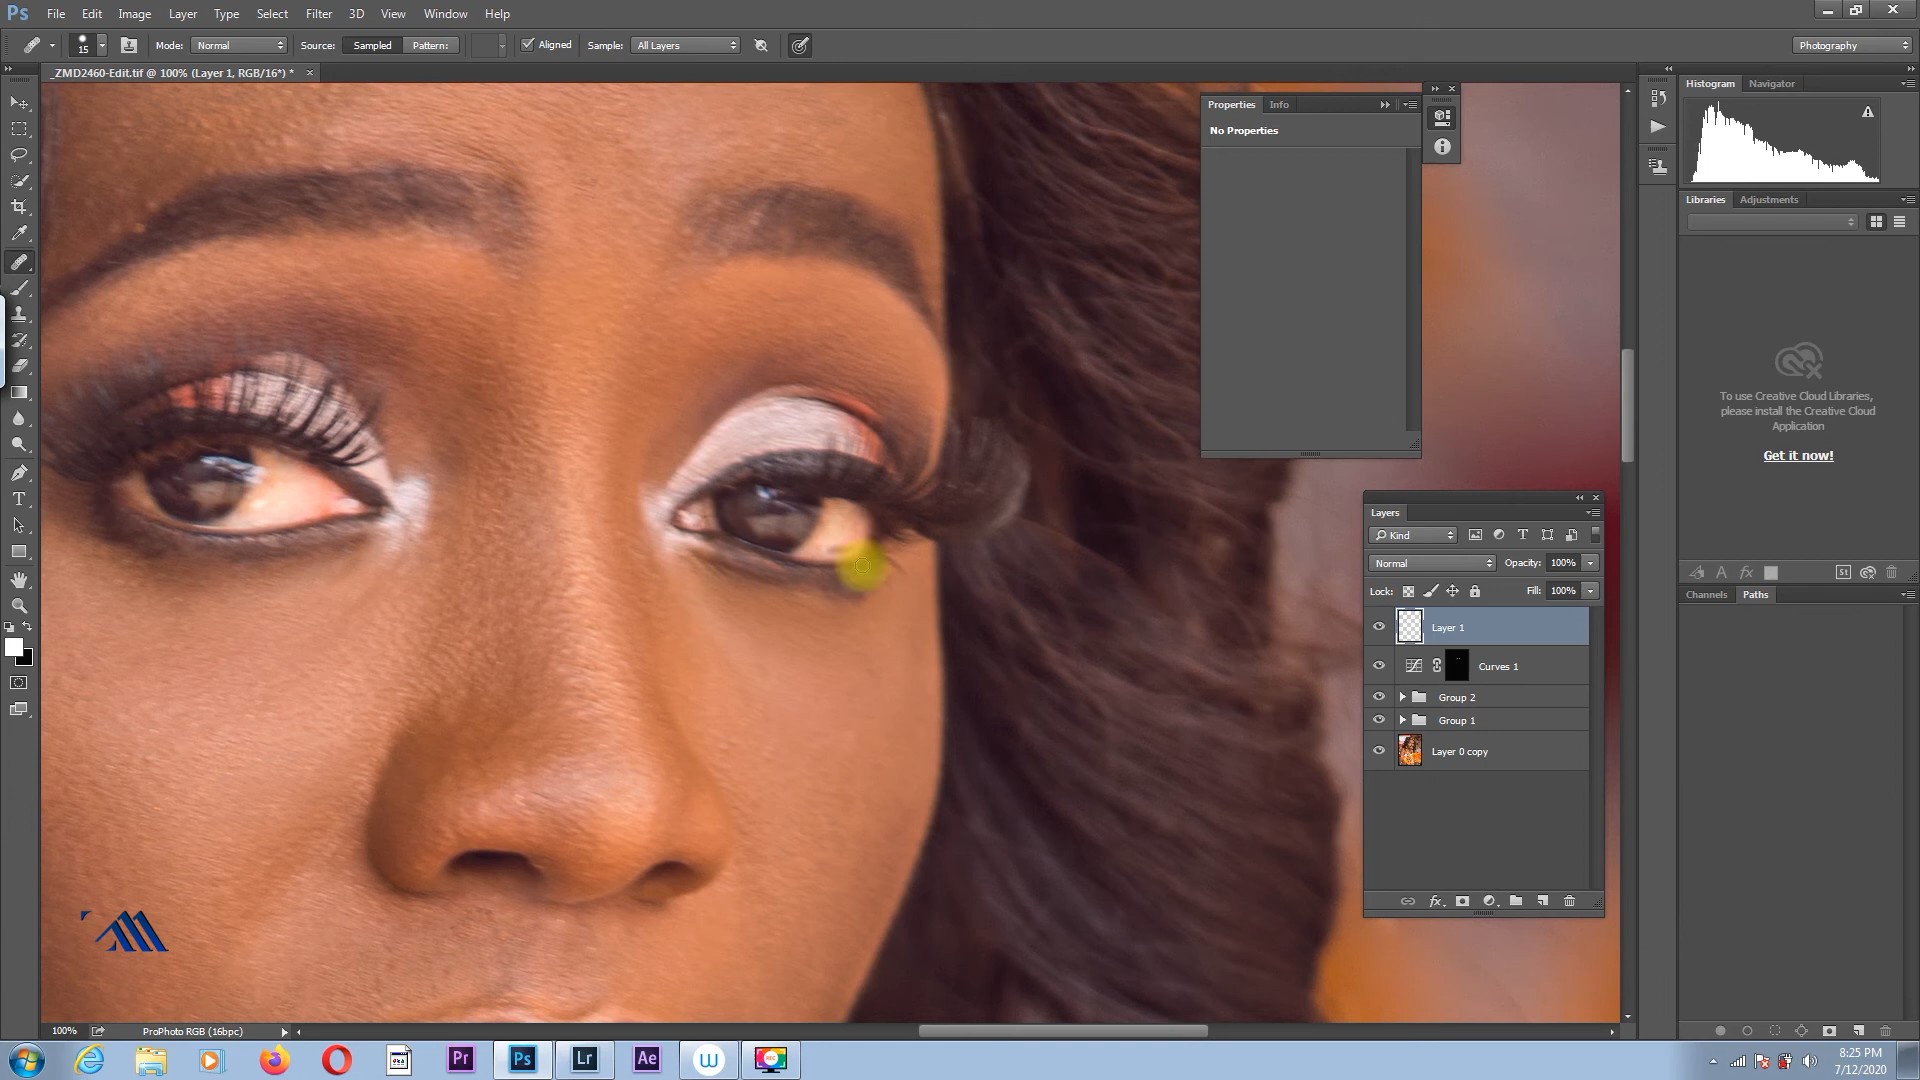 Ps File Edit Image Layer Type Select Filter 3D View Window Help
15 Mode: Normal Source: Sampled Pattern: Aligned Sample: All Layers Photography
_ZMD2460-Edit.tif @ 100% (Layer 1, RGB/16*) *
Properties Info
No Properties
Histogram Navigator
Libraries Adjustments
To use Creative Cloud Libraries,
please install the Creative Cloud
Application
Get it now!
Layers
Kind
Normal Opacity: 100%
Lock: Fill: 100%
Layer 1
Curves 1
Group 2
Group 1
Layer 0 copy
fx
A fx St
Channels Paths
100% ProPhoto RGB (16bpc)
Pr Ps Lr Ae W REC
8:25 PM
7/12/2020